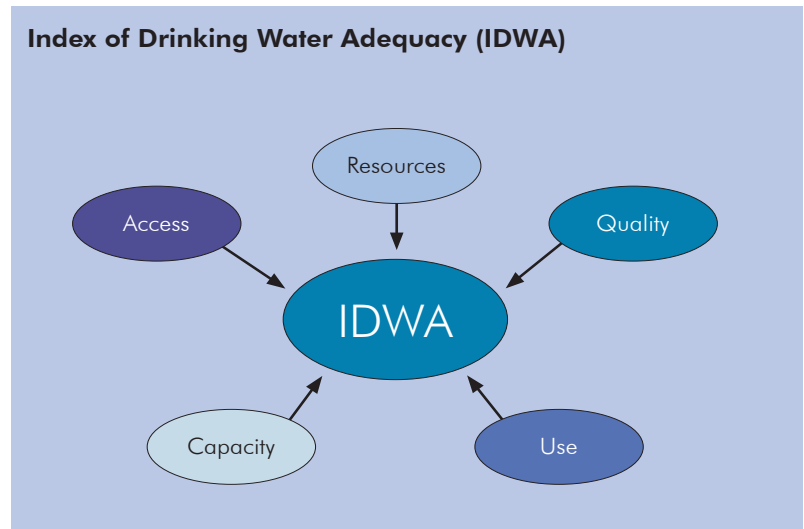 Index of Drinking Water Adequacy (IDWA)
Resources
Access
Quality
IDWA
Capacity
Use